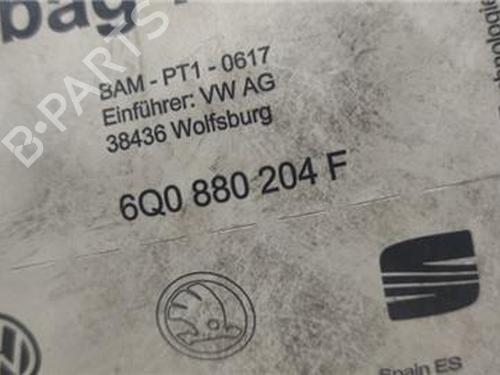 bag
BAM - PT1 - 0617
Einführer: VW AG
38436 Wolfsburg
6Q0 880 204 F
Spain ES
B-PARTS